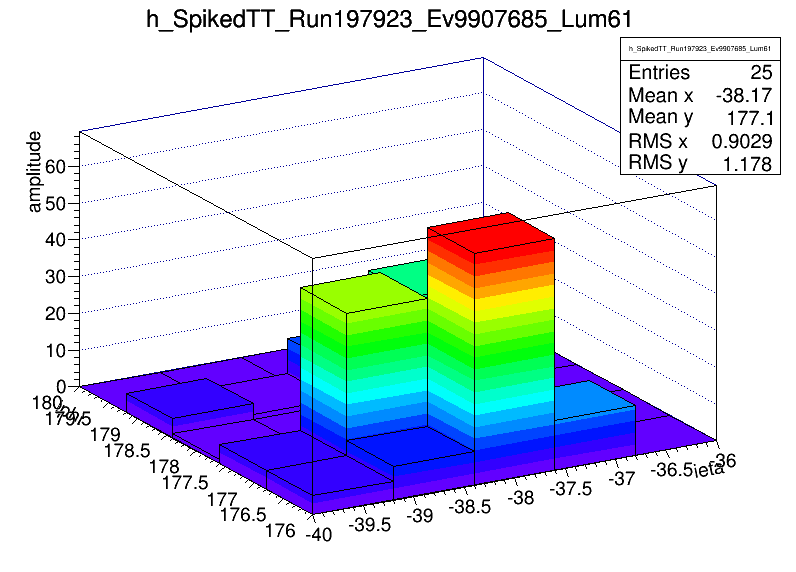 h_SpikedTT_Run197923_Ev9907685_Lum61
h_SpikedTT_Run197923_Ev9907685_Lum61
Entries 25
Mean x -38.17
Mean y 177.1
RMS x 0.9029
RMS y 1.178
amplitude
60
50
40
30
20
10
0
180
179.5
179
178.5
178
177.5
177
176.5
176
-40
-39.5
-39
-38.5
-38
-37.5
-37
-36.5
-36
ieta